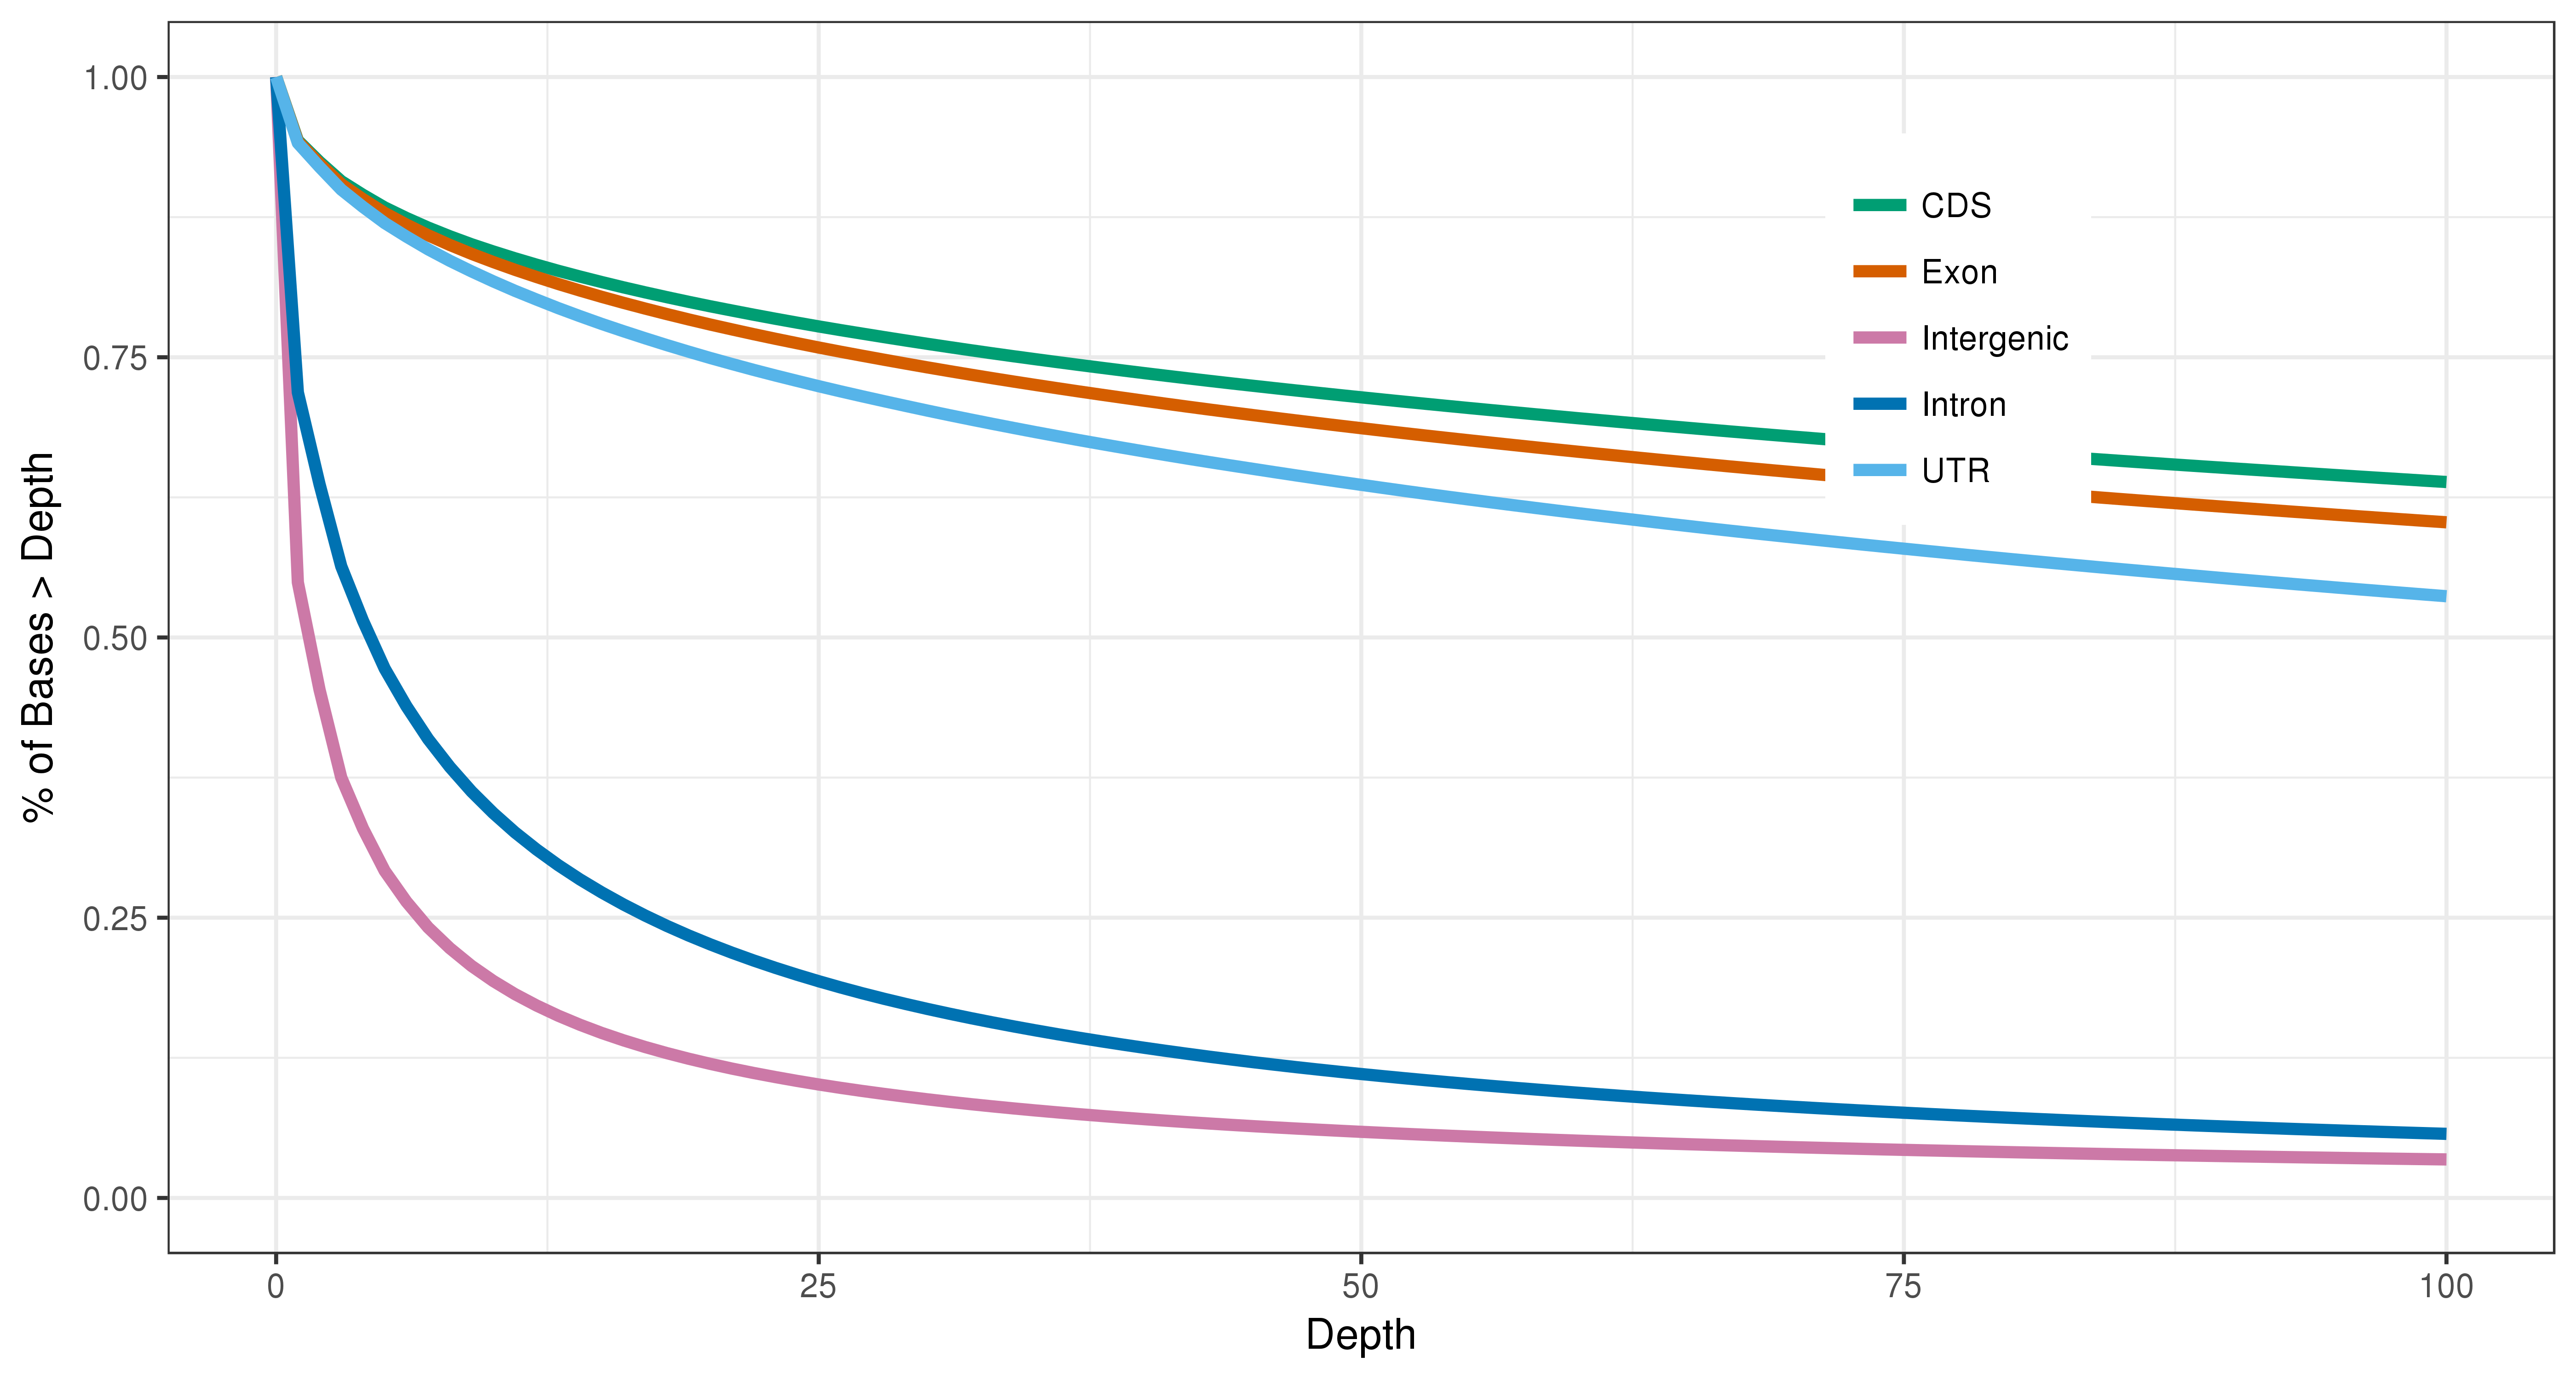 % of Bases > Depth
1.00
0.75
0.50
0.25
0.00
CDS
Exon
Intergenic
Intron
UTR
0 25 50 75 100
Depth